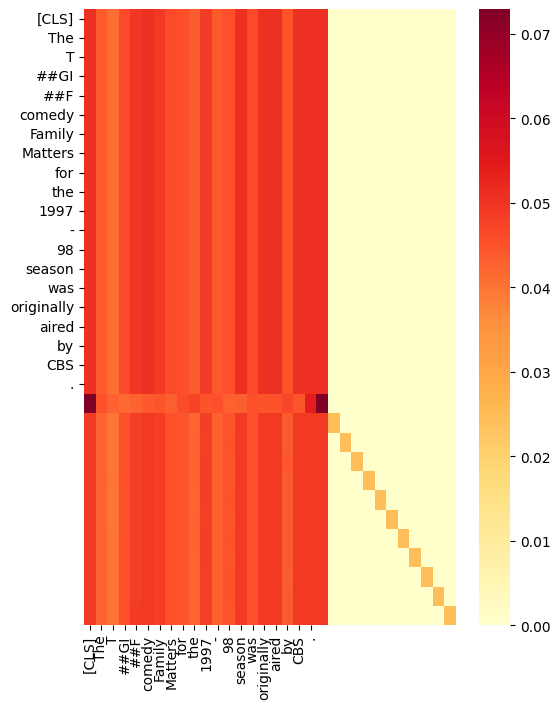 [CLS]
The
T
##GI
##F
comedy
Family
Matters
for
the
1997
-
98
season
was
originally
aired
by
CBS
.
[CLS]
The
T
##GI
##F
comedy
Family
Matters
for
the
1997
-
98
season
was
originally
aired
by
CBS
.
0.07
0.06
0.05
0.04
0.03
0.02
0.01
0.00